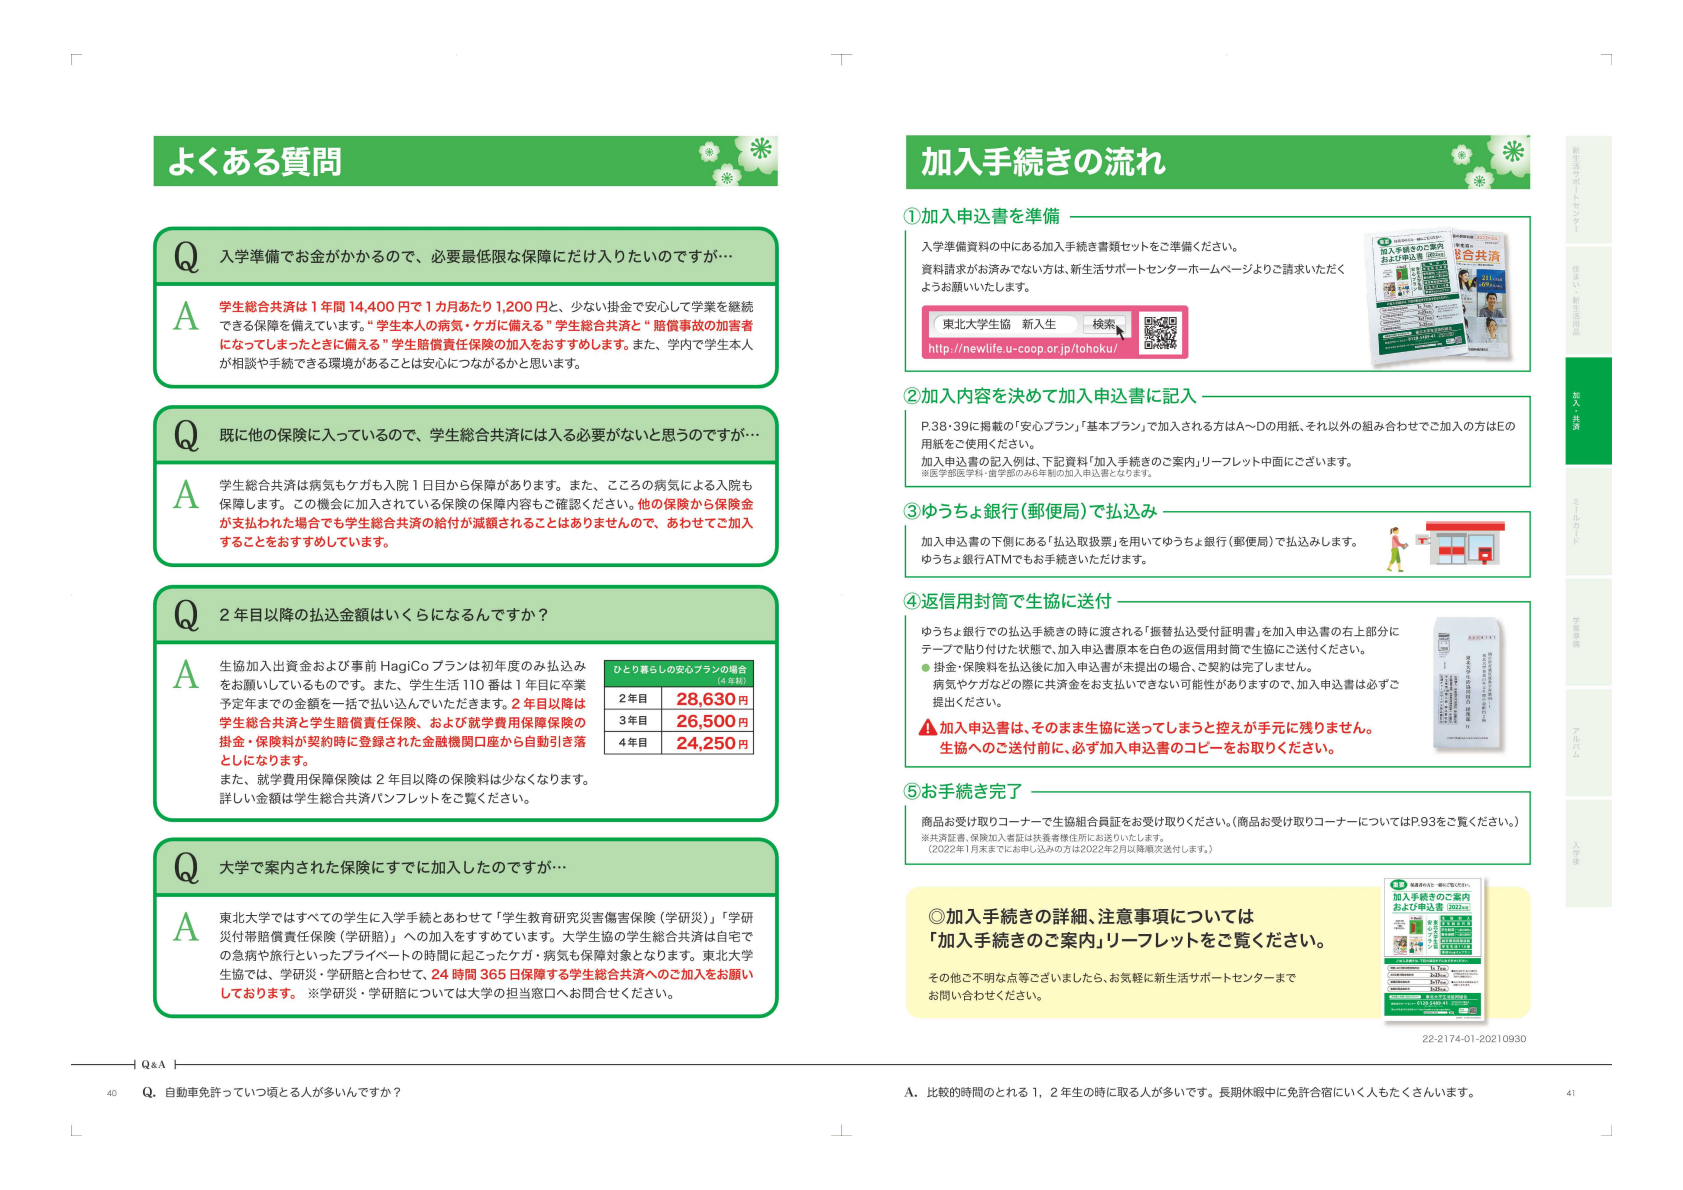 よくある質問
Q 入学準備でお金がかかるので、必要最低限な保障にだけ入りたいのですが…
A 学生総合共済は 1 年間 14,400 円で 1 カ月あたり 1,200 円と、少ない掛金で安心して学業を継続
できる保障を備えています。“ 学生本人の病気・ケガに備える ” 学生総合共済と “ 賠償事故の加害者
になってしまったときに備える ” 学生賠償責任保険の加入をおすすめします。また、学内で学生本人
が相談や手続できる環境があることは安心につながるかと思います。
Q 既に他の保険に入っているので、学生総合共済には入る必要がないと思うのですが…
A 学生総合共済は病気もケガも入院 1 日目から保障があります。また、こころの病気による入院も
保障します。この機会に加入されている保険の保障内容もご確認ください。他の保険から保険金
が支払われた場合でも学生総合共済の給付が減額されることはありませんので、あわせてご加入
することをおすすめしています。
Q 2 年目以降の払込金額はいくらになるんですか？
A 生協加入出資金および事前 HagiCo プランは初年度のみ払込み
をお願いしているものです。また、学生生活 110 番は 1 年目に卒業
予定年までの金額を一括で払い込んでいただきます。2 年目以降は
学生総合共済と学生賠償責任保険、および就学費用保障保険の
掛金・保険料が契約時に登録された金融機関口座から自動引き落
としになります。
また、就学費用保障保険は 2 年目以降の保険料は少なくなります。
詳しい金額は学生総合共済パンフレットをご覧ください。
ひとり暮らしの安心プランの場合
（4 年制）
2年目 28,630円
3年目 26,500円
4年目 24,250円
Q 大学で案内された保険にすでに加入したのですが…
A 東北大学ではすべての学生に入学手続とあわせて「学生教育研究災害傷害保険（学研災）」「学研
災付帯賠償責任保険（学研賠）」への加入をすすめています。大学生協の学生総合共済は自宅で
の急病や旅行といったプライベートの時間に起こったケガ・病気も保障対象となります。東北大学
生協では、学研災・学研賠と合わせて、24 時間 365 日保障する学生総合共済へのご加入をお願い
しております。 ※学研災・学研賠については大学の担当窓口へお問合せください。
Q&A
40 Q. 自動車免許っていつ頃とる人が多いんですか？
加入手続きの流れ
①加入申込書を準備
入学準備資料の中にある加入手続き書類セットをご準備ください。
資料請求がお済みでない方は、新生活サポートセンターホームページよりご請求いただく
ようお願いいたします。
東北大学生協 新入生 検索
http://newlife.u-coop.or.jp/tohoku/
加入手続きのご案内
および申込書
総合共済
②加入内容を決めて加入申込書に記入
P.38・39に掲載の「安心プラン」「基本プラン」で加入される方はA～Dの用紙、それ以外の組み合わせでご加入の方はEの
用紙をご使用ください。
加入申込書の記入例は、下記資料「加入手続きのご案内」リーフレット中面にございます。
※医学部医学科・歯学部のみ6年制の加入申込書となります。
③ゆうちょ銀行（郵便局）で払込み
加入申込書の下側にある「払込取扱票」を用いてゆうちょ銀行（郵便局）で払込みします。
ゆうちょ銀行ATMでもお手続きいただけます。
④返信用封筒で生協に送付
ゆうちょ銀行での払込手続きの時に渡される「振替払込受付証明書」を加入申込書の右上部分に
テープで貼り付けた状態で、加入申込書原本を白色の返信用封筒で生協にご送付ください。
● 掛金・保険料を払込後に加入申込書が未提出の場合、ご契約は完了しません。
病気やケガなどの際に共済金をお支払いできない可能性がありますので、加入申込書は必ずご
提出ください。
加入申込書は、そのまま生協に送ってしまうと控えが手元に残りません。
生協へのご送付前に、必ず加入申込書のコピーをお取りください。
⑤お手続き完了
商品お受け取りコーナーで生協組合員証をお受け取りください。（商品お受け取りコーナーについてはP.93をご覧ください。）
※共済証書、保険加入者証は扶養者様住所にお送りいたします。
（2022年1月末までにお申し込みの方は2022年2月以降順次送付します。）
◎加入手続きの詳細、注意事項については
「加入手続きのご案内」リーフレットをご覧ください。
その他ご不明な点等ございましたら、お気軽に新生活サポートセンターまで
お問い合わせください。
加入手続きのご案内
および申込書 2022
22-2174-01-20210930
A. 比較的時間のとれる 1，2 年生の時に取る人が多いです。長期休暇中に免許合宿にいく人もたくさんいます。 41
新生活サポートセンター
住まい・新生活用品
加入・共済
ミールカード
学業準備
アルバム
入学後